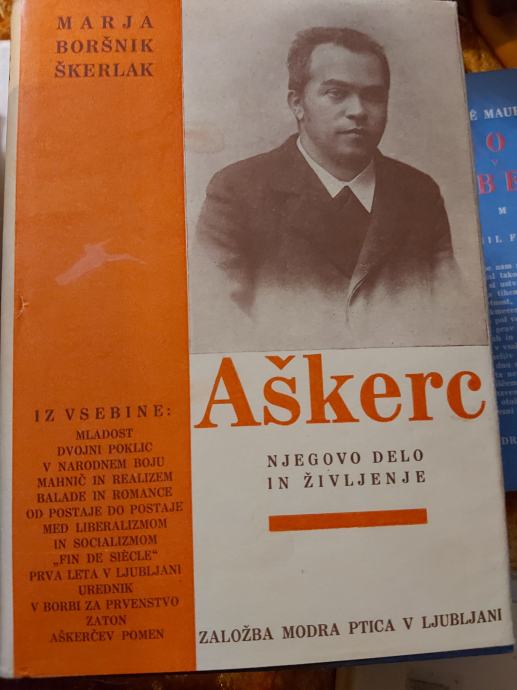 MARJA
BORŠNIK
ŠKERLAK
Aškerc
NJEGOVO DELO
IN ŽIVLJENJE
IZ VSEBINE:
MLADOST
DVOJNI POKLIC
V NARODNEM BOJU
MAHNIČ IN REALIZEM
BALADE IN ROMANCE
OD POSTAJE DO POSTAJE
MED LIBERALIZMOM
IN SOCIALIZMOM
„FIN DE SIÈCLE“
PRVA LETA V LJUBLJANI
UREDNIK
V BORBI ZA PRVENSTVO
ZATON
AŠKERČEV POMEN
ZALOŽBA MODRA PTICA V LJUBLJANI